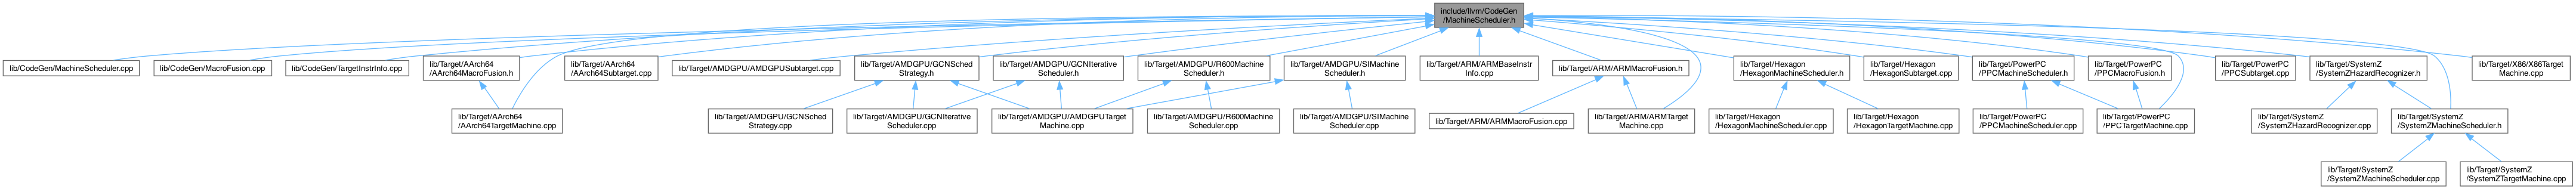 include/llvm/CodeGen
/MachineScheduler.h
lib/CodeGen/MachineScheduler.cpp
lib/CodeGen/MacroFusion.cpp
lib/CodeGen/TargetInstrInfo.cpp
lib/Target/AArch64
/AArch64MacroFusion.h
lib/Target/AArch64
/AArch64Subtarget.cpp
lib/Target/AMDGPU/AMDGPUSubtarget.cpp
lib/Target/AMDGPU/GCNSched
Strategy.h
lib/Target/AMDGPU/GCNIterative
Scheduler.h
lib/Target/AMDGPU/R600Machine
Scheduler.h
lib/Target/AMDGPU/SIMachine
Scheduler.h
lib/Target/ARM/ARMBaseInstr
Info.cpp
lib/Target/ARM/ARMMacroFusion.h
lib/Target/Hexagon
/HexagonMachineScheduler.h
lib/Target/Hexagon
/HexagonSubtarget.cpp
lib/Target/PowerPC
/PPCMachineScheduler.h
lib/Target/PowerPC
/PPCMacroFusion.h
lib/Target/PowerPC
/PPCSubtarget.cpp
lib/Target/SystemZ
/SystemZHazardRecognizer.h
lib/Target/X86/X86Target
Machine.cpp
lib/Target/AArch64
/AArch64TargetMachine.cpp
lib/Target/AMDGPU/GCNSched
Strategy.cpp
lib/Target/AMDGPU/GCNIterative
Scheduler.cpp
lib/Target/AMDGPU/AMDGPUTarget
Machine.cpp
lib/Target/AMDGPU/R600Machine
Scheduler.cpp
lib/Target/AMDGPU/SIMachine
Scheduler.cpp
lib/Target/ARM/ARMMacroFusion.cpp
lib/Target/ARM/ARMTarget
Machine.cpp
lib/Target/Hexagon
/HexagonMachineScheduler.cpp
lib/Target/Hexagon
/HexagonTargetMachine.cpp
lib/Target/PowerPC
/PPCMachineScheduler.cpp
lib/Target/PowerPC
/PPCTargetMachine.cpp
lib/Target/SystemZ
/SystemZHazardRecognizer.cpp
lib/Target/SystemZ
/SystemZMachineScheduler.h
lib/Target/SystemZ
/SystemZMachineScheduler.cpp
lib/Target/SystemZ
/SystemZTargetMachine.cpp